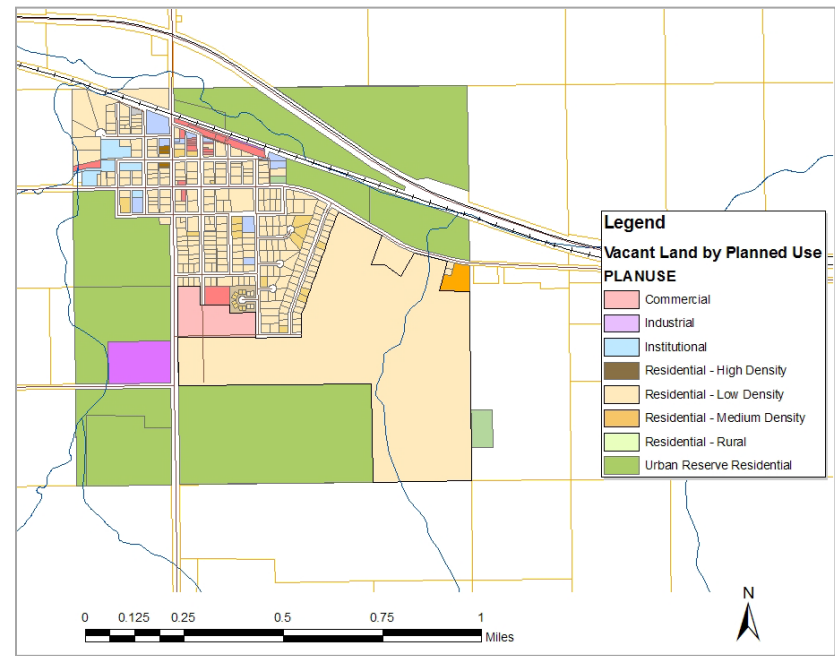 Legend
Vacant Land by Planned Use
PLANUSE
Commercial
Industrial
Institutional
Residential - High Density
Residential - Low Density
Residential - Medium Density
Residential - Rural
Urban Reserve Residential
N
0 0.125 0.25 0.5 0.75 1
Miles